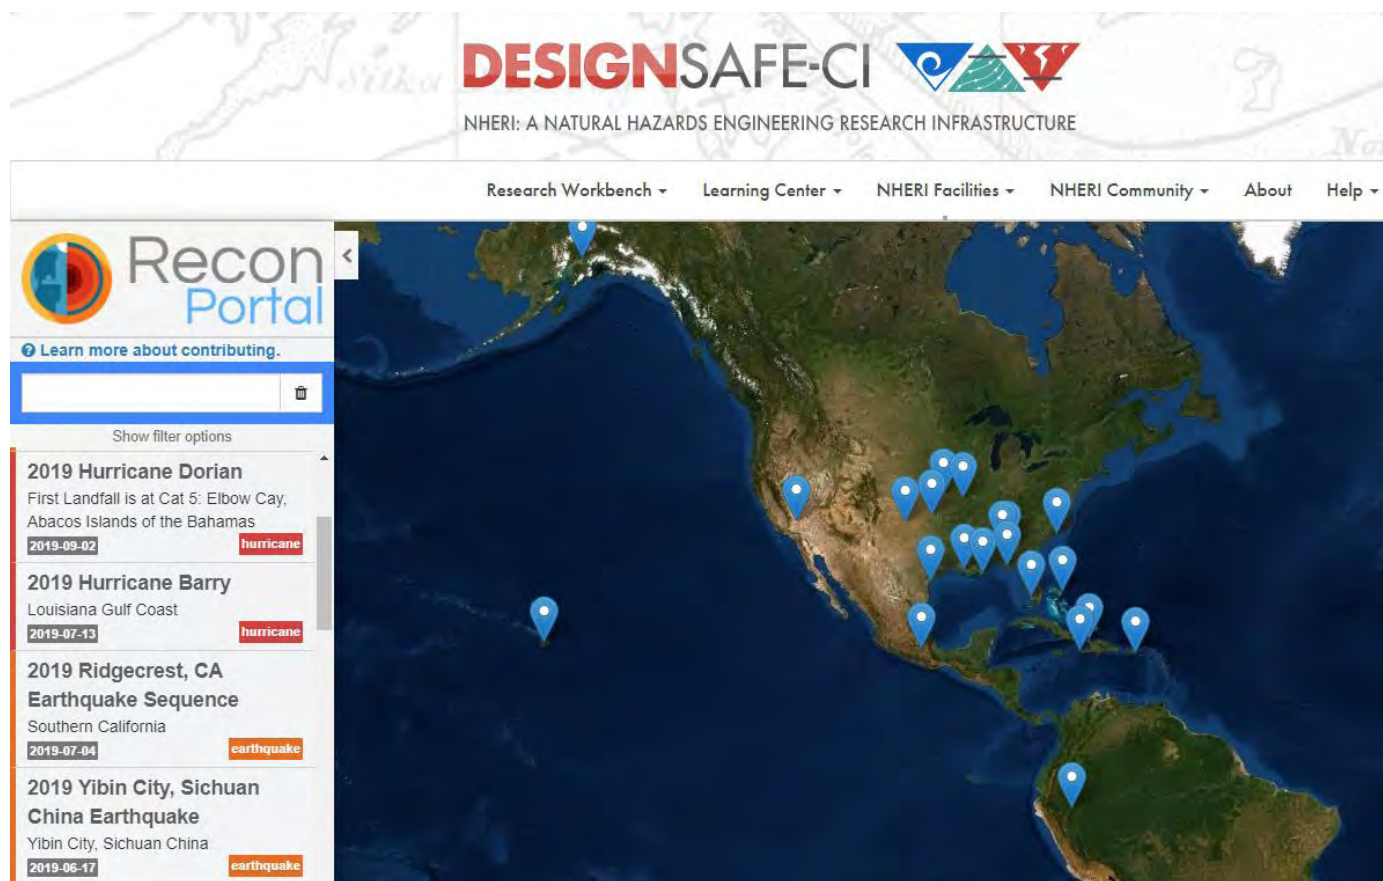 Sitka
DESIGNSAFE-CI
NHERI: A NATURAL HAZARDS ENGINEERING RESEARCH INFRASTRUCTURE
Research Workbench
Learning Center
NHERI Facilities
NHERI Community
About
Help
Recon
Portal
Learn more about contributing.
Show filter options
2019 Hurricane Dorian
First Landfall is at Cat 5: Elbow Cay,
Abacos Islands of the Bahamas
2019-09-02
hurricane
2019 Hurricane Barry
Louisiana Gulf Coast
2019-07-13
hurricane
2019 Ridgecrest, CA
Earthquake Sequence
Southern California
2019-07-04
earthquake
2019 Yibin City, Sichuan
China Earthquake
Yibin City, Sichuan China
2019-06-17
earthquake